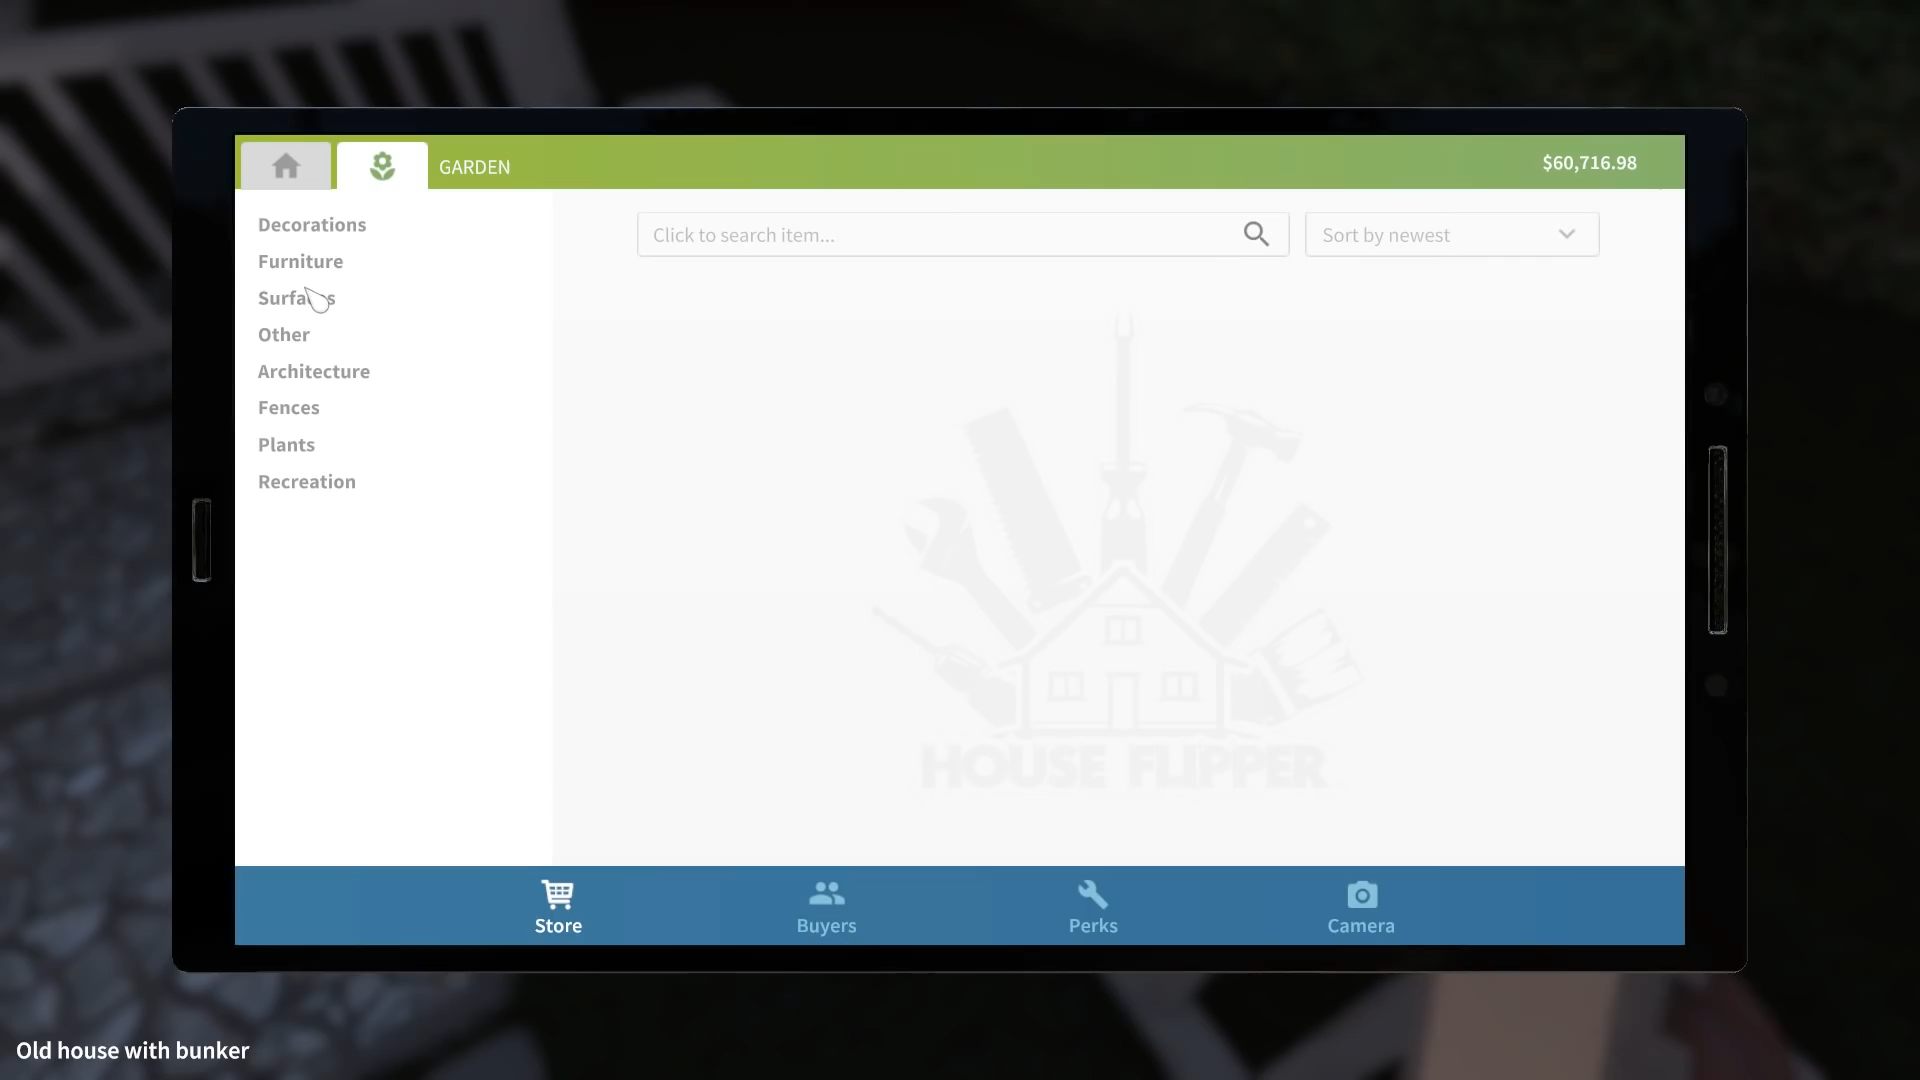 GARDEN
$60,716.98
Decorations
Furniture
Surfaces
Other
Architecture
Fences
Plants
Recreation
Click to search item...
Sort by newest
HOUSE FLIPPER
Store
Buyers
Perks
Camera
Old house with bunker